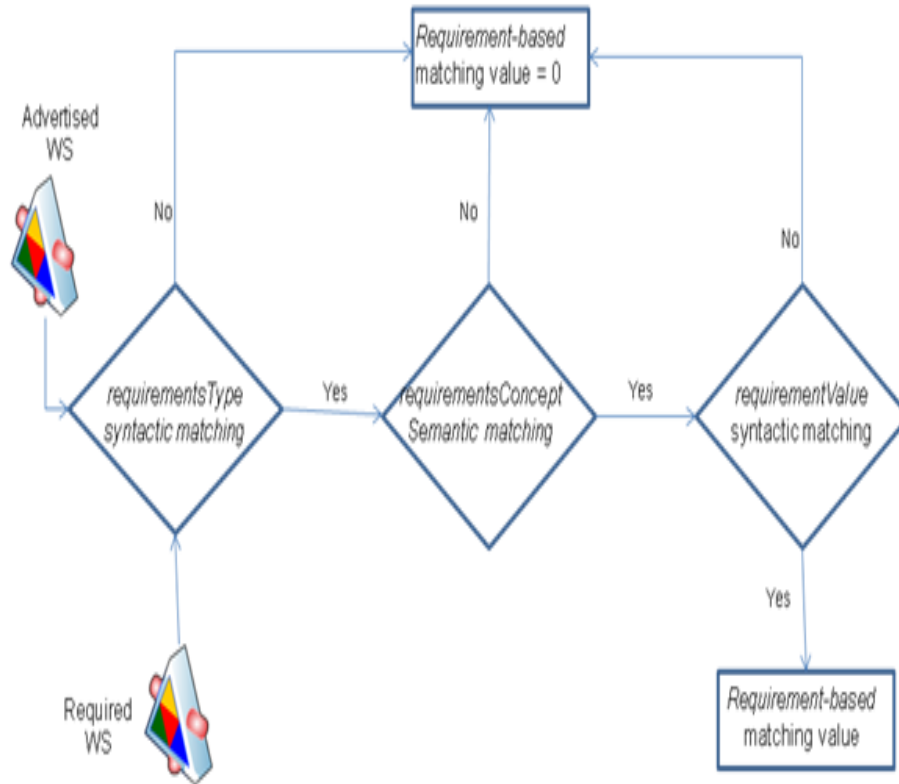 Requirement-based
matching value = 0
Advertised
WS
No
No
No
requirementsType
syntactic matching
Yes
requirementsConcept
Semantic matching
Yes
requirementValue
syntactic matching
Yes
Required
WS
Requirement-based
matching value